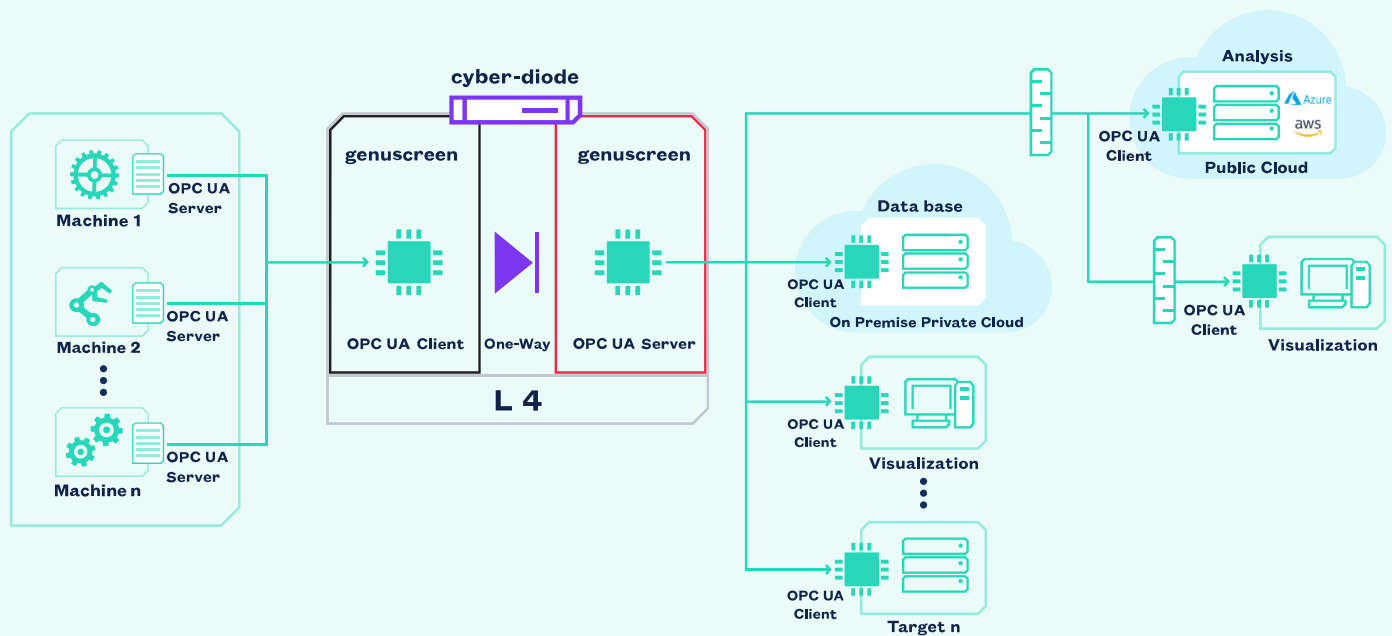 cyber-diode
OPC UA
Server
Machine 1
OPC UA
Server
Machine 2
OPC UA
Server
Machine n
genuscreen
genuscreen
OPC UA Client
One-Way
OPC UA Server
L 4
Analysis
Azure
aws
OPC UA
Client
Public Cloud
Data base
OPC UA
Client
On Premise Private Cloud
OPC UA
Client
Visualization
OPC UA
Client
Visualization
OPC UA
Client
Target n